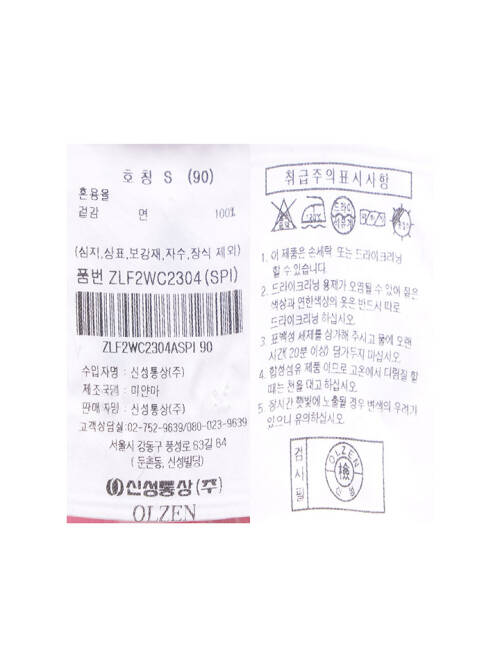 호칭 S (90)
혼용율
겉감 면 100%
(심지,상표,보강재,자수,장식 제외)
품번 ZLF2WC2304 (SPI)
ZLF2WC2304ASPI 90
수입자명 : 신성통상(주)
제조국명 : 미얀마
판매자명 : 신성통상(주)
고객상담실 : 02-752-9639/080-023-9639
서울시 강동구 풍성로 63길 84
( 둔촌동, 신성빌딩)
신성통상(주)
OLZEN
취급주의표시사항
드라이
1. 이 제품은 손세탁 또는 드라이크리닝
할 수 있습니다.
2. 드라이크리닝 용제가 오염될 수 있어 짙은
색상과 연한색상의 옷은 반드시 따로
드라이크리닝 하십시오.
3. 표백성 세제를 삼가해 주시고 물에 오랜
시간(20분 이상) 담가두지 마십시오.
4. 합성섬유 제품 이므로 고온에서 다림질 할
때는 천을 대고 하십시오.
5. 장시간 햇빛에 노출될 경우 변색의 우려가
있으니 유의하십시오.
검사필
OLZEN
檢